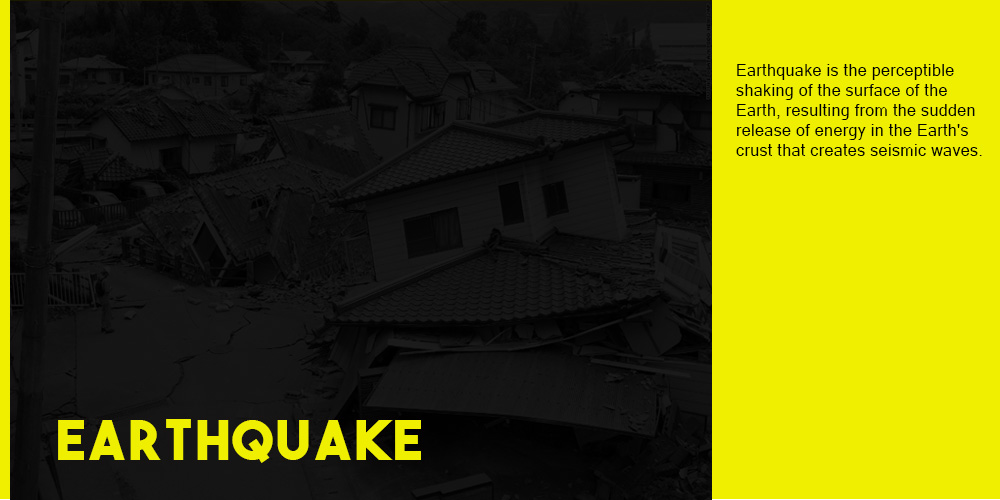 Earthquake is the perceptible
shaking of the surface of the
Earth, resulting from the sudden
release of energy in the Earth's
crust that creates seismic waves.
EARTHQUAKE